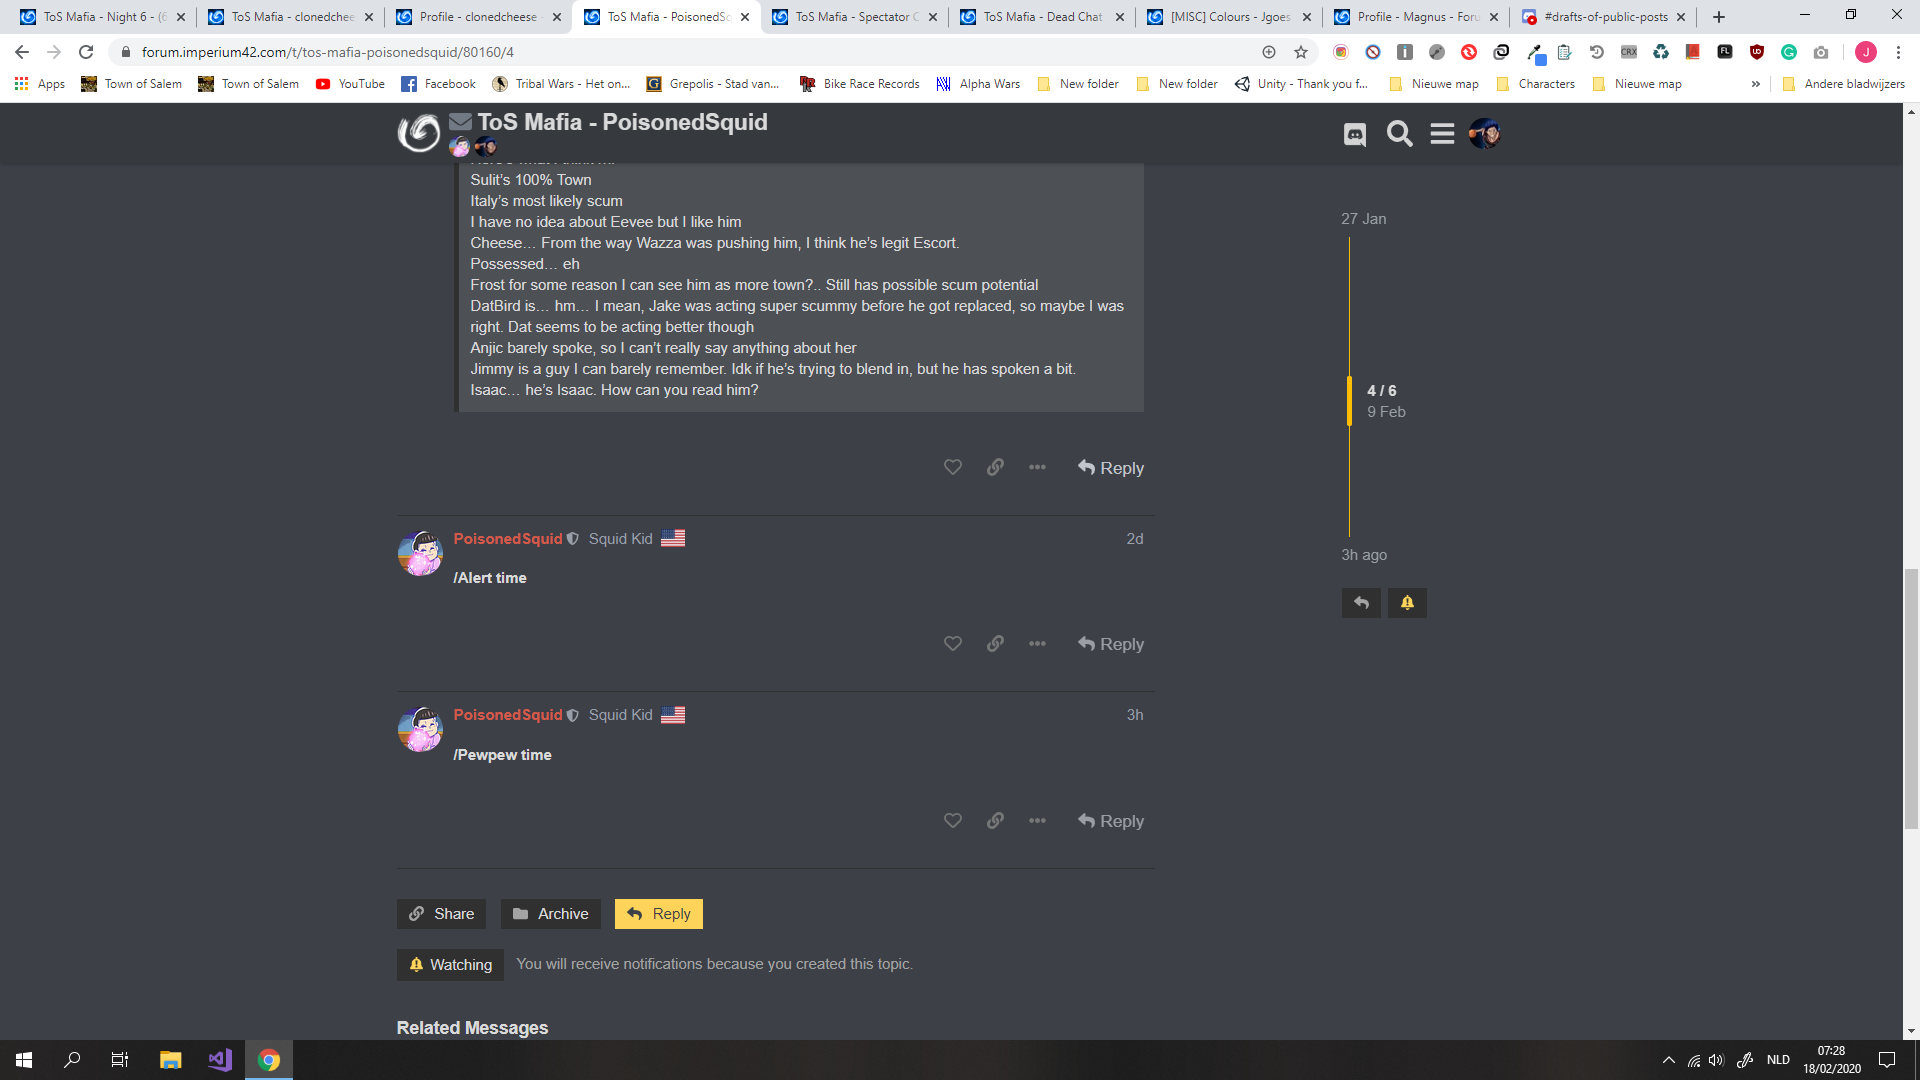 ToS Mafia - Night 6 - (6
ToS Mafia - clonedchee
Profile - clonedcheese -
ToS Mafia - PoisonedSq
ToS Mafia - Spectator C
ToS Mafia - Dead Chat
[MISC] Colours - Jgoes
Profile - Magnus - Foru
#drafts-of-public-posts
forum.imperium42.com/t/tos-mafia-poisonedsquid/80160/4
CRX
FL
J
Apps
Town of Salem
Town of Salem
YouTube
Facebook
Tribal Wars - Het on...
Grepolis - Stad van...
Bike Race Records
Alpha Wars
New folder
New folder
Unity - Thank you f...
Nieuwe map
Characters
Nieuwe map
»
Andere bladwijzers
ToS Mafia - PoisonedSquid
Sulit’s 100% Town
Italy’s most likely scum
I have no idea about Eevee but I like him
Cheese… From the way Wazza was pushing him, I think he’s legit Escort.
Possessed… eh
Frost for some reason I can see him as more town?.. Still has possible scum potential
DatBird is… hm… I mean, Jake was acting super scummy before he got replaced, so maybe I was
right. Dat seems to be acting better though
Anjic barely spoke, so I can’t really say anything about her
Jimmy is a guy I can barely remember. Idk if he’s trying to blend in, but he has spoken a bit.
Isaac… he’s Isaac. How can you read him?
Reply
27 Jan
4 / 6
9 Feb
3h ago
PoisonedSquid Squid Kid 2d
/Alert time
Reply
PoisonedSquid Squid Kid 3h
/Pewpew time
Reply
Share
Archive
Reply
Watching
You will receive notifications because you created this topic.
Related Messages
NLD
07:28
18/02/2020